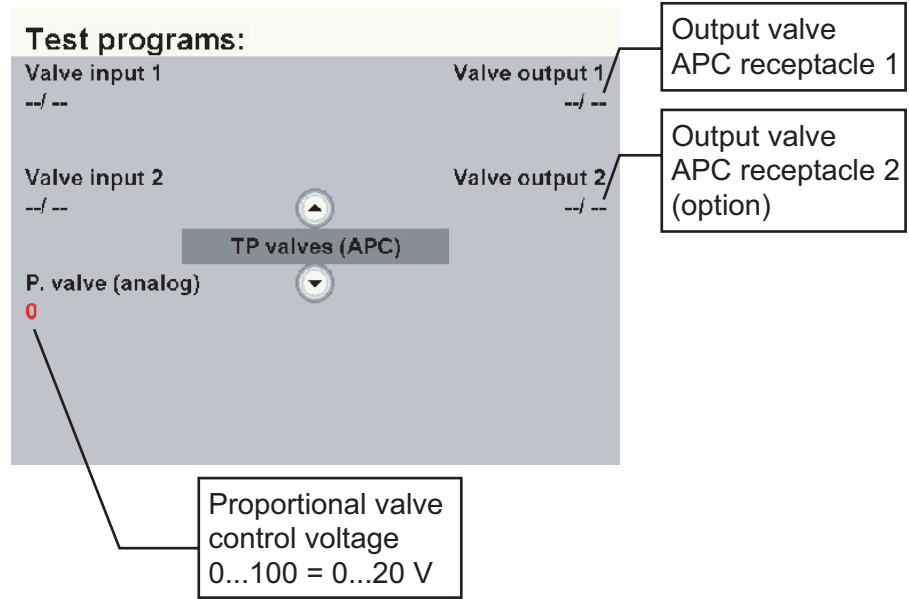 Test programs:
Valve input 1
--/ --
Valve output 1
--/ --
Output valve
APC receptacle 1
Valve input 2
--/ --
Valve output 2
--/ --
Output valve
APC receptacle 2
(option)
TP valves (APC)
P. valve (analog)
0
Proportional valve
control voltage
0...100 = 0...20 V